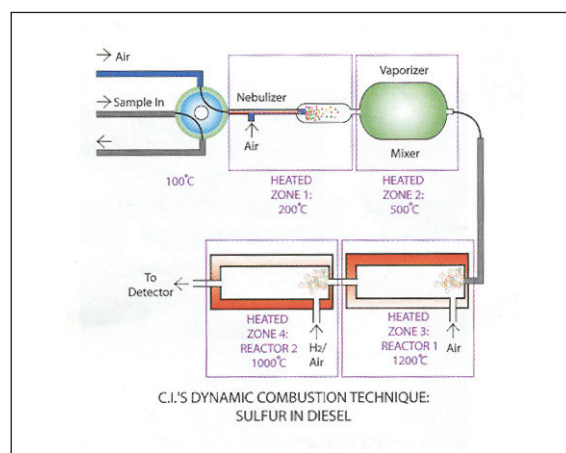 Air
Sample In
Nebulizer
Air
Vaporizer
Mixer
100°C
HEATED
ZONE 1:
200°C
HEATED
ZONE 2:
500°C
To
Detector
HEATED
ZONE 4:
REACTOR 2
1000°C
H2/
Air
HEATED
ZONE 3:
REACTOR 1
1200°C
Air
C.I.'S DYNAMIC COMBUSTION TECHNIQUE:
SULFUR IN DIESEL